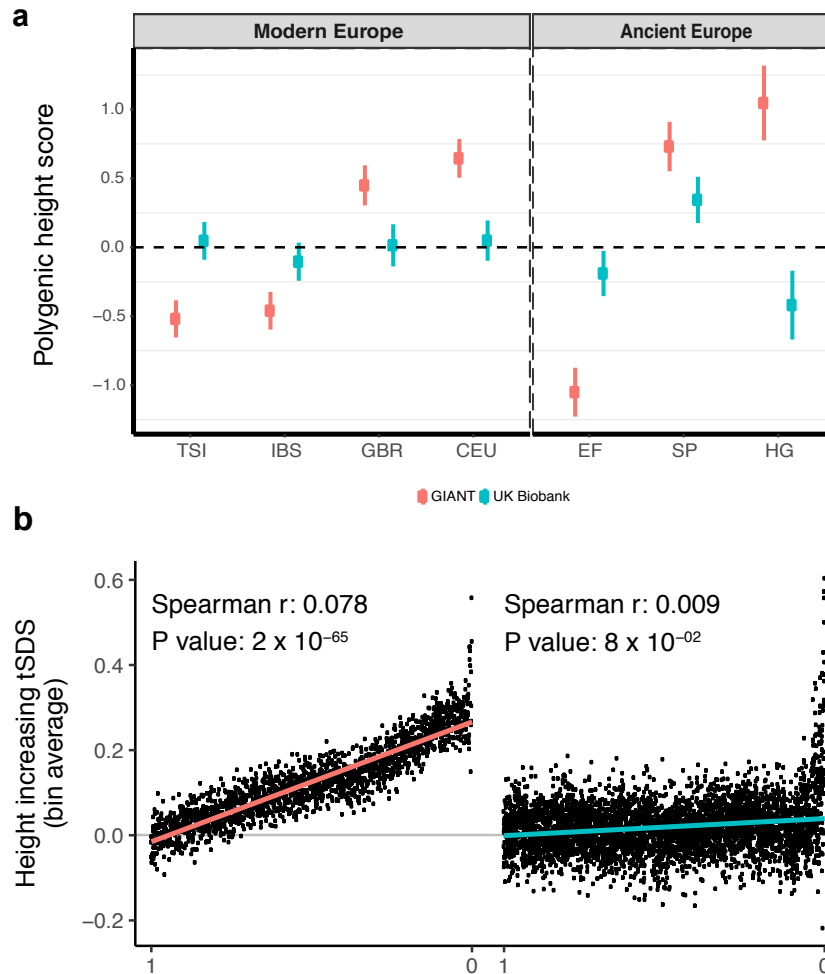 a
Modern Europe
Ancient Europe
Polygenic height score
1.0
0.5
0.0
−0.5
−1.0
TSI IBS GBR CEU
EF SP HG
GIANT UK Biobank
b
Height increasing tSDS
(bin average)
0.6
0.4
0.2
0.0
−0.2
Spearman r: 0.078
P value: 2 x 10⁻⁶⁵
Spearman r: 0.009
P value: 8 x 10⁻⁰²
1 0
1 0